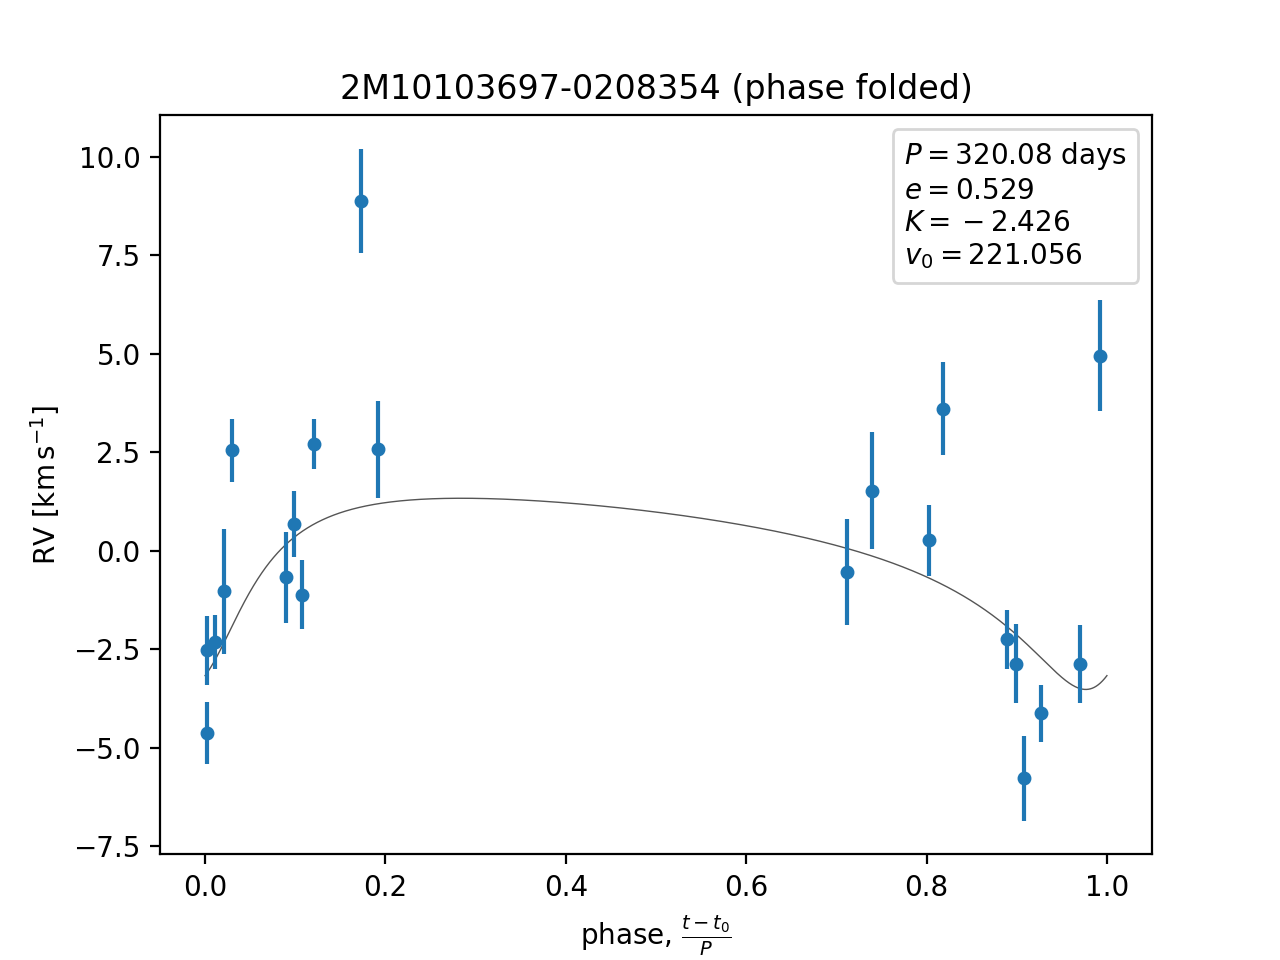 2M10103697-0208354 (phase folded)
P = 320.08 days
e = 0.529
K = −2.426
v₀ = 221.056
10.0
7.5
5.0
2.5
0.0
−2.5
−5.0
−7.5
RV [km s⁻¹]
0.0 0.2 0.4 0.6 0.8 1.0
phase, (t − t₀)/P